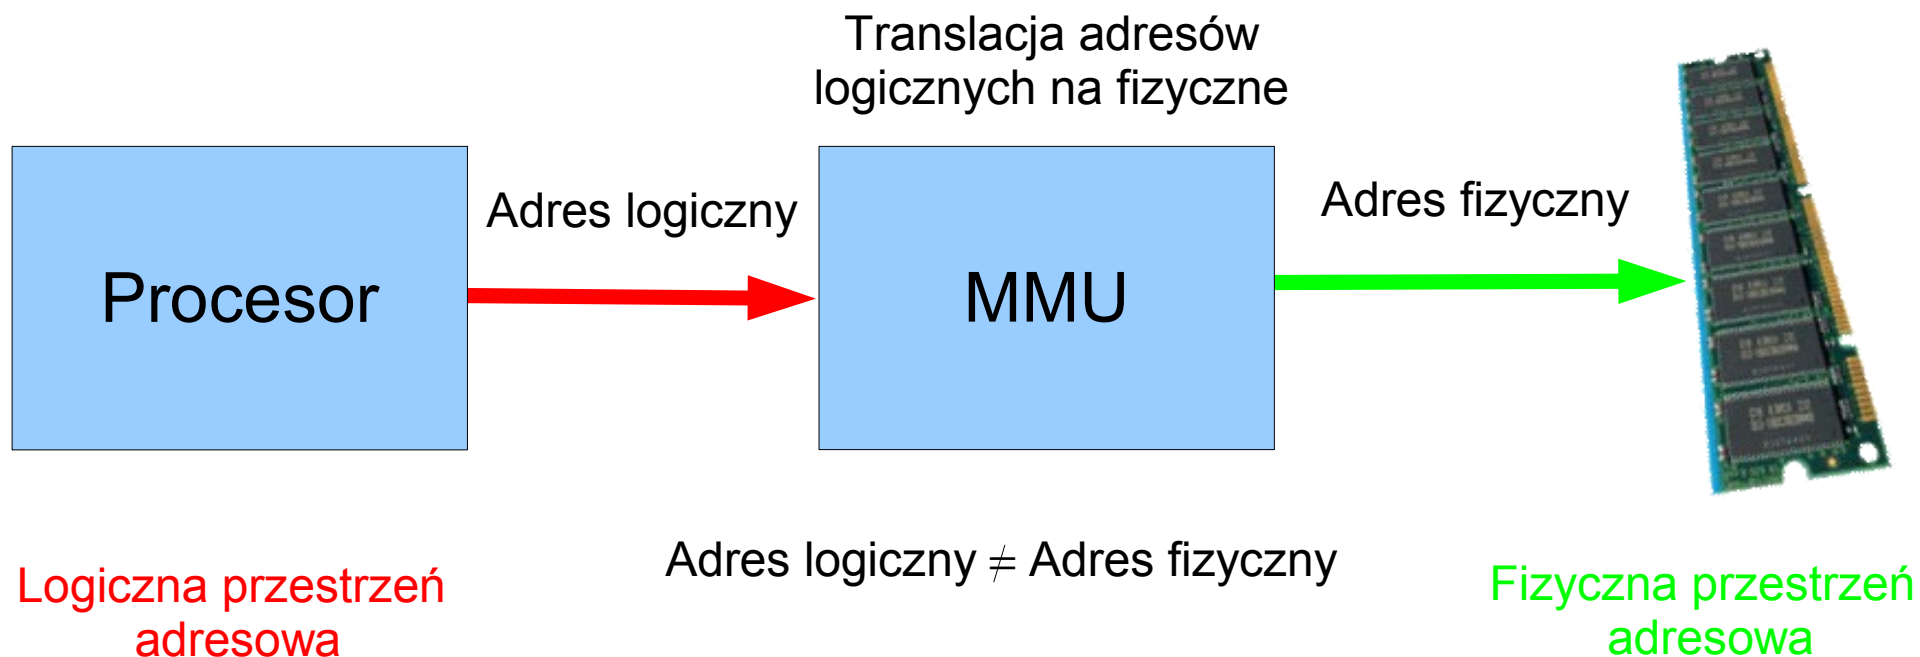 Translacja adresów
logicznych na fizyczne
Procesor
Adres logiczny
MMU
Adres fizyczny
Adres logiczny ≠ Adres fizyczny
Logiczna przestrzeń
adresowa
Fizyczna przestrzeń
adresowa